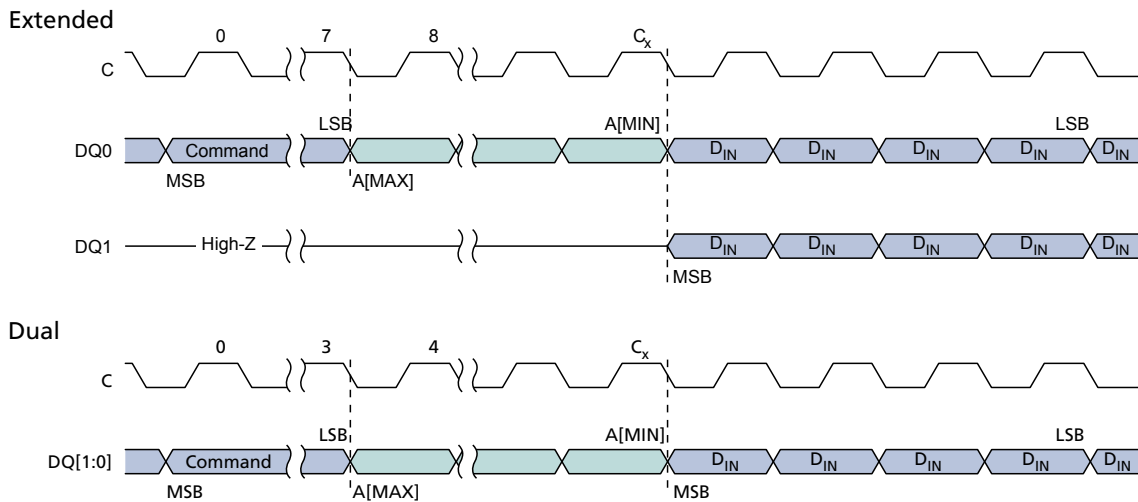 Extended
0 7 8 Cx
C
LSB A[MIN] LSB
DQ0 Command DIN DIN DIN DIN DIN
MSB A[MAX]
DQ1 High-Z DIN DIN DIN DIN DIN
MSB
Dual
0 3 4 Cx
C
LSB A[MIN] LSB
DQ[1:0] Command DIN DIN DIN DIN DIN
MSB A[MAX] MSB